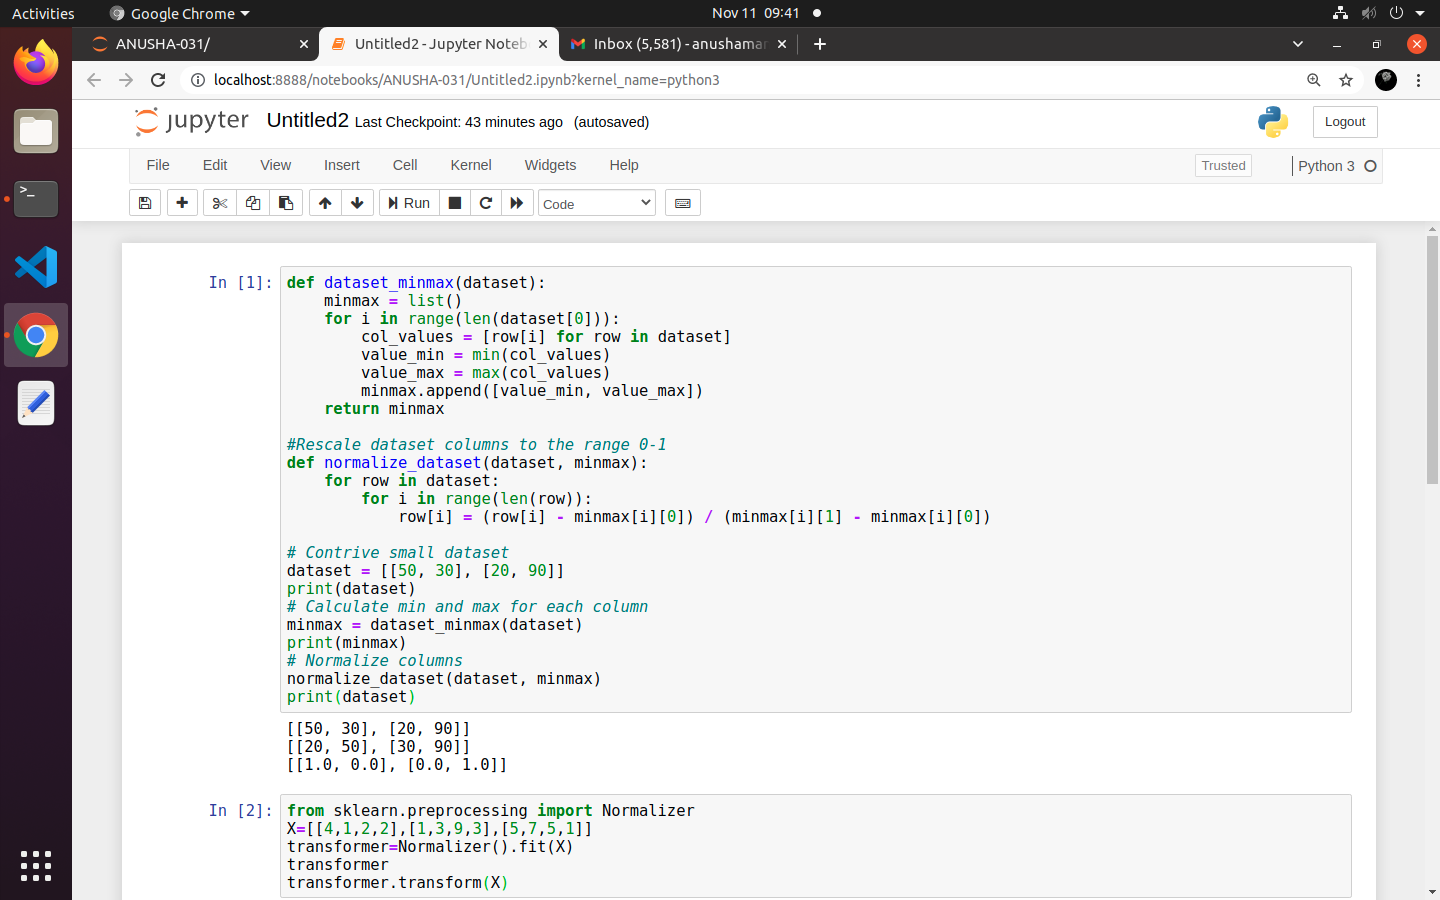 Activities Google Chrome Nov 11 09:41
ANUSHA-031/ Untitled2 - Jupyter Noteb Inbox (5,581) - anushamar
localhost:8888/notebooks/ANUSHA-031/Untitled2.ipynb?kernel_name=python3
jupyter Untitled2 Last Checkpoint: 43 minutes ago (autosaved) Logout
File Edit View Insert Cell Kernel Widgets Help Trusted Python 3
Run Code
In [1]: def dataset_minmax(dataset):
    minmax = list()
    for i in range(len(dataset[0])):
        col_values = [row[i] for row in dataset]
        value_min = min(col_values)
        value_max = max(col_values)
        minmax.append([value_min, value_max])
    return minmax
#Rescale dataset columns to the range 0-1
def normalize_dataset(dataset, minmax):
    for row in dataset:
        for i in range(len(row)):
            row[i] = (row[i] - minmax[i][0]) / (minmax[i][1] - minmax[i][0])
# Contrive small dataset
dataset = [[50, 30], [20, 90]]
print(dataset)
# Calculate min and max for each column
minmax = dataset_minmax(dataset)
print(minmax)
# Normalize columns
normalize_dataset(dataset, minmax)
print(dataset)
[[50, 30], [20, 90]]
[[20, 50], [30, 90]]
[[1.0, 0.0], [0.0, 1.0]]
In [2]: from sklearn.preprocessing import Normalizer
X=[[4,1,2,2],[1,3,9,3],[5,7,5,1]]
transformer=Normalizer().fit(X)
transformer
transformer.transform(X)